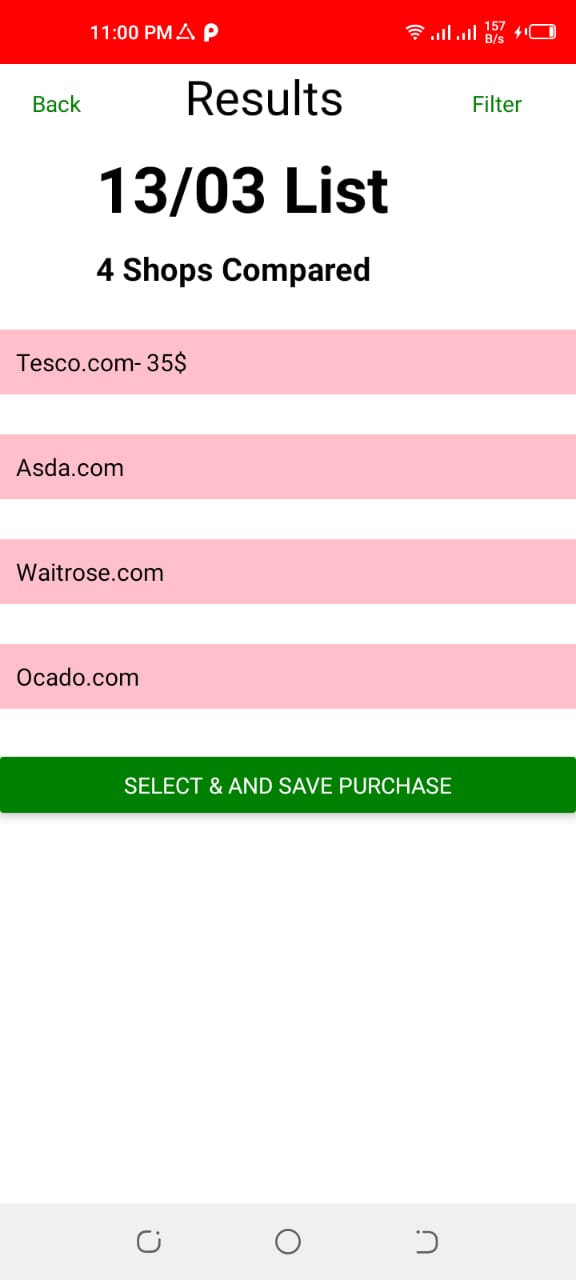 11:00 PM P 157 B/s
Back Results Filter
13/03 List
4 Shops Compared
Tesco.com- 35$
Asda.com
Waitrose.com
Ocado.com
SELECT & AND SAVE PURCHASE